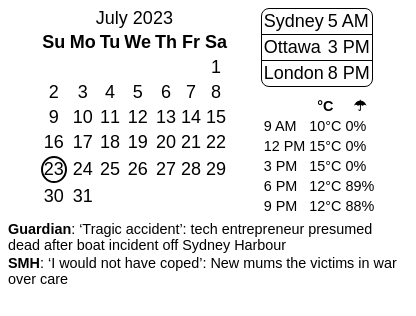 July 2023
Su Mo Tu We Th Fr Sa
1
2 3 4 5 6 7 8
9 10 11 12 13 14 15
16 17 18 19 20 21 22
23 24 25 26 27 28 29
30 31
Sydney 5 AM
Ottawa 3 PM
London 8 PM
°C ☂
9 AM 10°C 0%
12 PM 15°C 0%
3 PM 15°C 0%
6 PM 12°C 89%
9 PM 12°C 88%
Guardian: ‘Tragic accident’: tech entrepreneur presumed
dead after boat incident off Sydney Harbour
SMH: ‘I would not have coped’: New mums the victims in war
over care